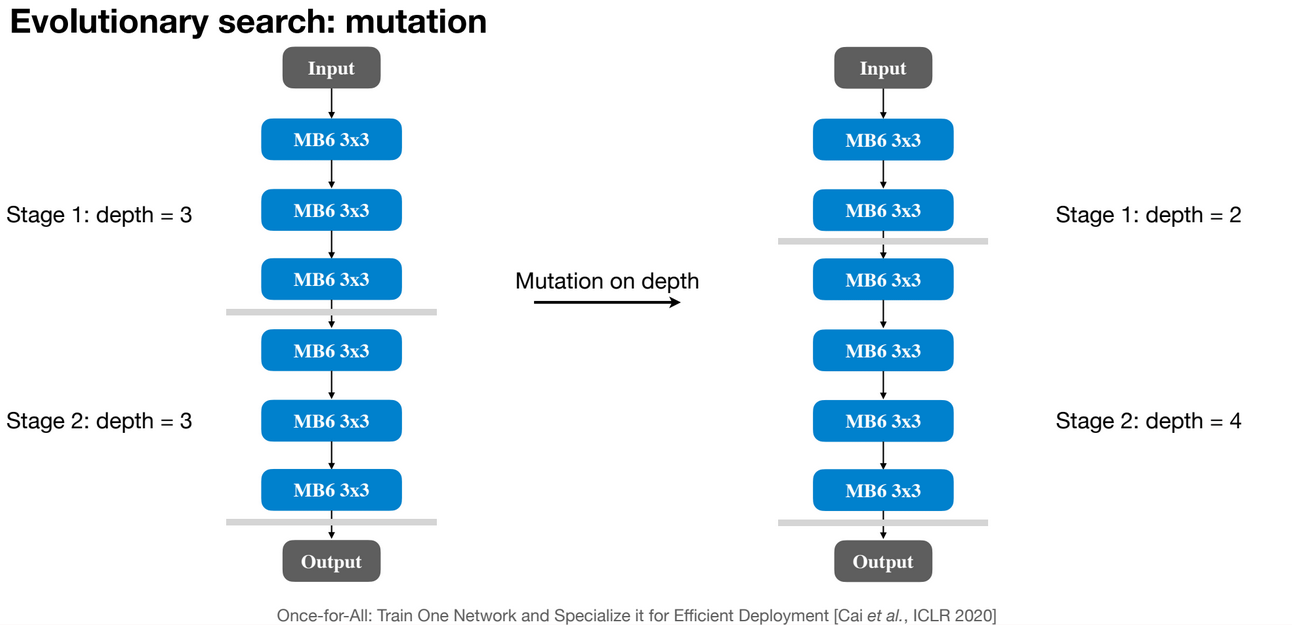 Evolutionary search: mutation
Input
MB6 3x3
MB6 3x3
MB6 3x3
MB6 3x3
MB6 3x3
MB6 3x3
Output
Stage 1: depth = 3
Stage 2: depth = 3
Mutation on depth
Input
MB6 3x3
MB6 3x3
MB6 3x3
MB6 3x3
MB6 3x3
MB6 3x3
Output
Stage 1: depth = 2
Stage 2: depth = 4
Once-for-All: Train One Network and Specialize it for Efficient Deployment [Cai et al., ICLR 2020]